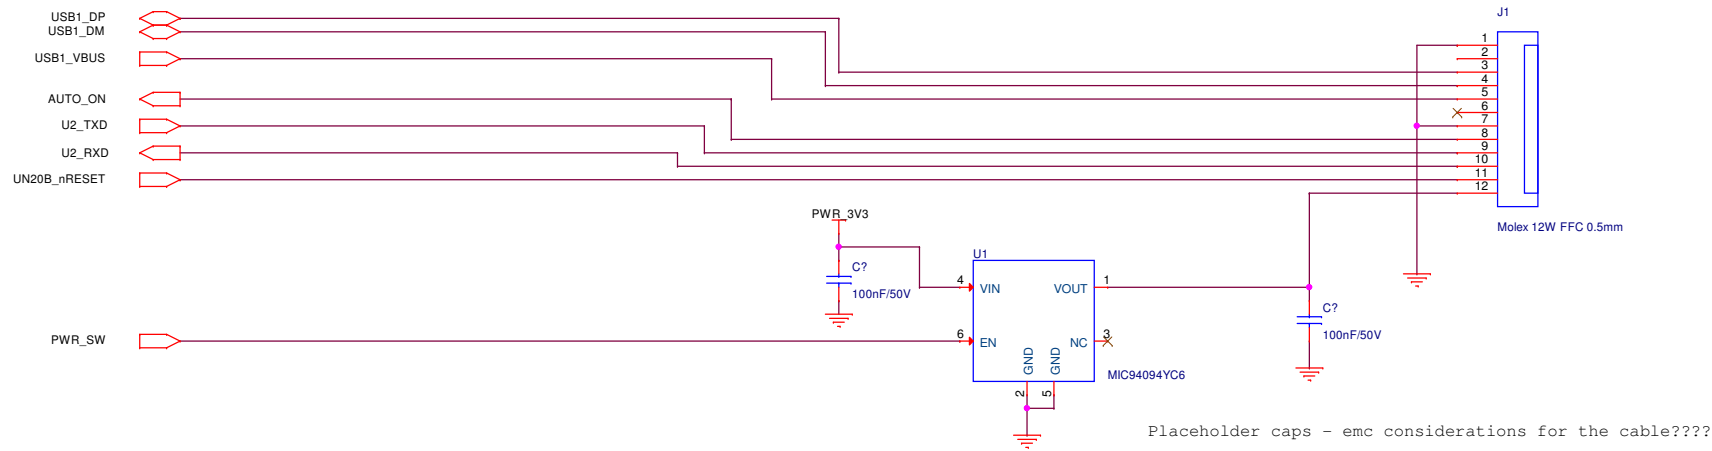 USB1_DP
USB1_DM
USB1_VBUS
AUTO_ON
U2_TXD
U2_RXD
UN20B_nRESET
J1
1
2
3
4
5
6
7
8
9
10
11
12
Molex 12W FFC 0.5mm
PWR_3V3
C?
100nF/50V
U1
4
VIN
VOUT
1
PWR_SW
6
EN
NC
3
GND
GND
2
5
MIC94094YC6
C?
100nF/50V
Placeholder caps - emc considerations for the cable????